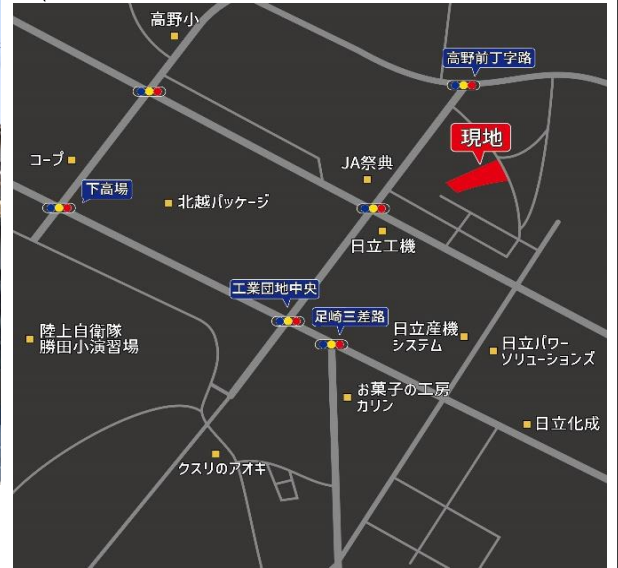 高野小
高野前丁字路
現地
コープ
JA祭典
下高場
北越パッケージ
日立工機
工業団地中央
足崎三差路
陸上自衛隊
勝田小演習場
日立産機
システム
日立パワー
ソリューションズ
お菓子の工房
カリン
日立化成
クスリのアオキ